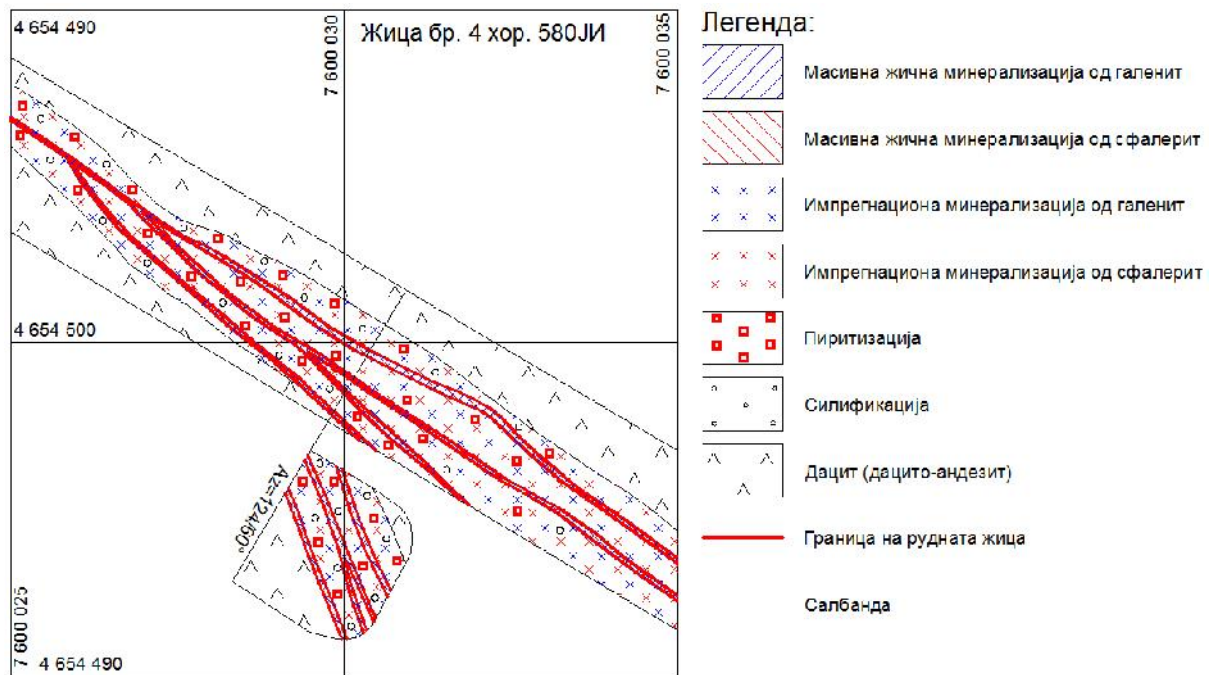 4 654 490
7 600 030
Жица бр. 4 хор. 580ЈИ
7 600 035
4 654 500
Az=124/60°
7 600 025
4 654 490
Легенда:
Масивна жична минерализација од галенит
Масивна жична минерализација од сфалерит
Импрегнациона минерализација од галенит
Импрегнациона минерализација од сфалерит
Пиритизација
Силификација
Дацит (дацито-андезит)
Граница на рудната жица
Салбанда